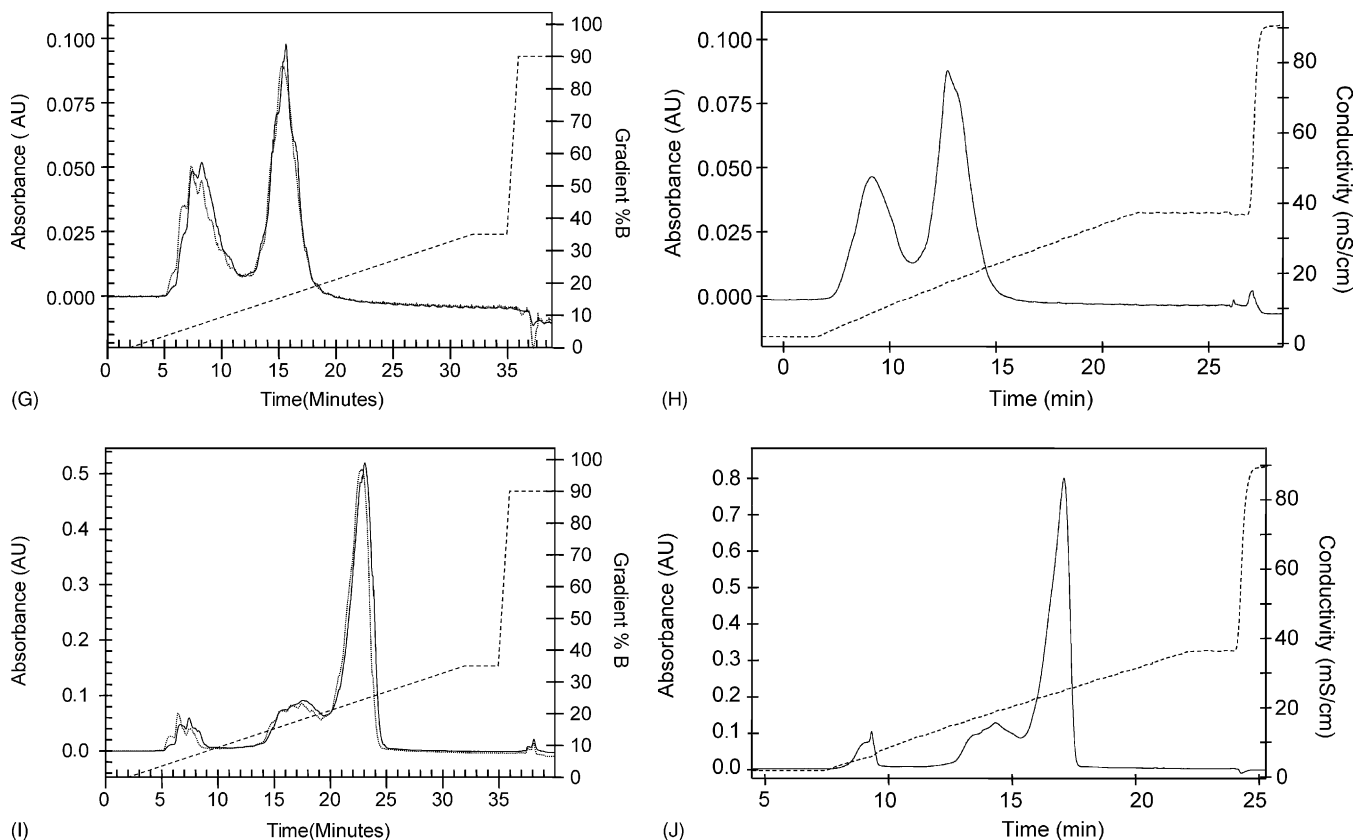 0.100
0.075
0.050
0.025
0.000
Absorbance ( AU)
100
90
80
70
60
50
40
30
20
10
0
Gradient %B
0 5 10 15 20 25 30 35
Time(Minutes)
(G)
0.100
0.075
0.050
0.025
0.000
Absorbance (AU)
80
60
40
20
0
Conductivity (mS/cm)
0 5 10 15 20 25
Time (min)
(H)
0.5
0.4
0.3
0.2
0.1
0.0
Absorbance (AU)
100
90
80
70
60
50
40
30
20
10
0
Gradient % B
0 5 10 15 20 25 30 35
Time(Minutes)
(I)
0.8
0.7
0.6
0.5
0.4
0.3
0.2
0.1
0.0
Absorbance (AU)
80
60
40
20
0
Conductivity (mS/cm)
5 10 15 20 25
Time (min)
(J)